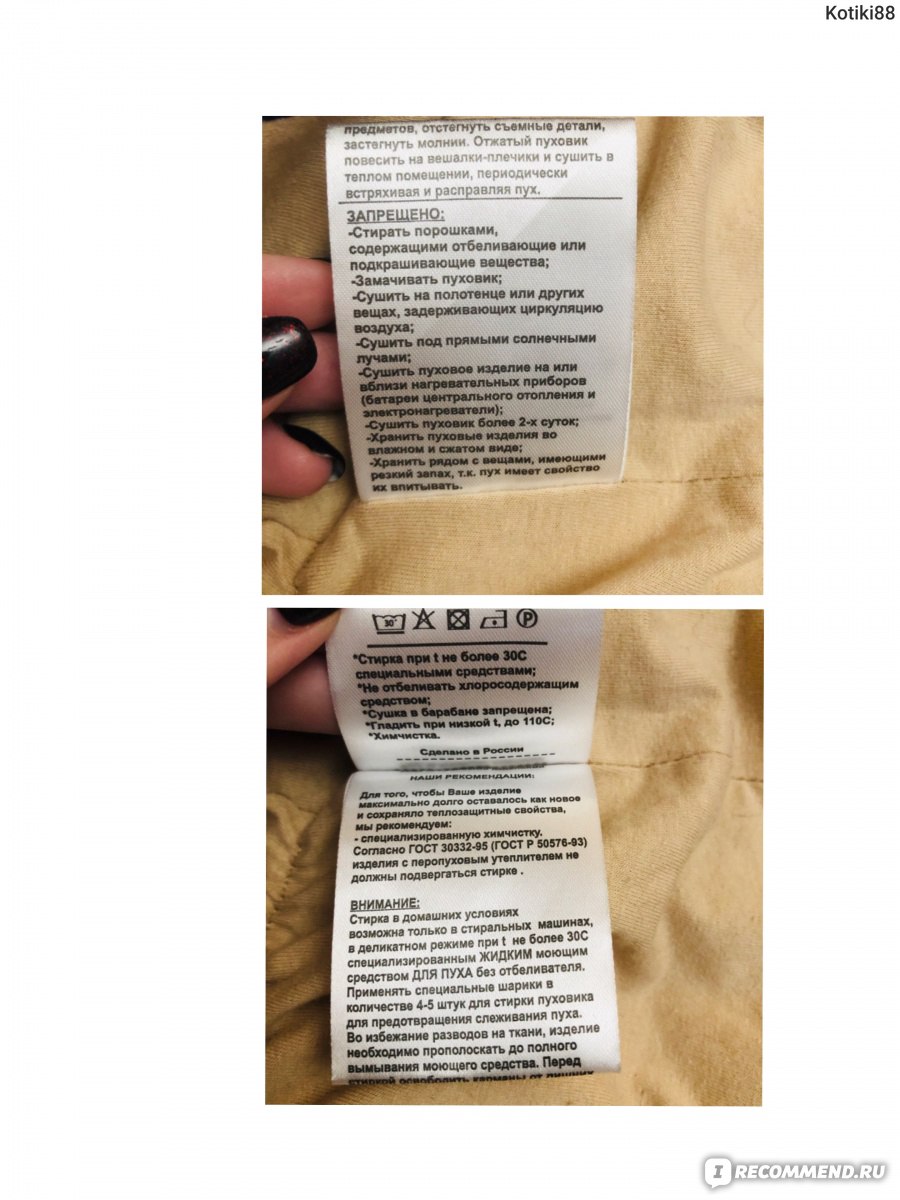 Kotiki88
предметов, отстегнуть съемные детали,
застегнуть молнии. Отжатый пуховик
повесить на вешалки-плечики и сушить в
теплом помещении, периодически
встряхивая и расправляя пух.
ЗАПРЕЩЕНО:
-Стирать порошками,
содержащими отбеливающие или
подкрашивающие вещества;
-Замачивать пуховик;
-Сушить на полотенце или других
вещах, задерживающих циркуляцию
воздуха;
-Сушить под прямыми солнечными
лучами;
-Сушить пуховое изделие на или
вблизи нагревательных приборов
(батареи центрального отопления и
электронагреватели);
-Сушить пуховик более 2-х суток;
-Хранить пуховые изделия во
влажном и сжатом виде;
-Хранить рядом с вещами, имеющими
резкий запах, т.к. пух имеет свойство
их впитывать.
30° P
*Стирка при t не более 30С
специальными средствами;
*Не отбеливать хлоросодержащим
средством;
*Сушка в барабане запрещена;
*Гладить при низкой t, до 110С;
*Химчистка.
Сделано в России
НАШИ РЕКОМЕНДАЦИИ:
Для того, чтобы Ваше изделие
максимально долго оставалось как новое
и сохраняло теплозащитные свойства,
мы рекомендуем:
- специализированную химчистку.
Согласно ГОСТ 30332-95 (ГОСТ Р 50576-93)
изделия с перопуховым утеплителем не
должны подвергаться стирке .
ВНИМАНИЕ:
Стирка в домашних условиях
возможна только в стиральных машинах,
в деликатном режиме при t не более 30С
специализированным ЖИДКИМ моющим
средством ДЛЯ ПУХА без отбеливателя.
Применять специальные шарики в
количестве 4-5 штук для стирки пуховика
для предотвращения слеживания пуха.
Во избежание разводов на ткани, изделие
необходимо прополоскать до полного
вымывания моющего средства. Перед
стиркой освободить карманы от лишних
I RECOMMEND.RU